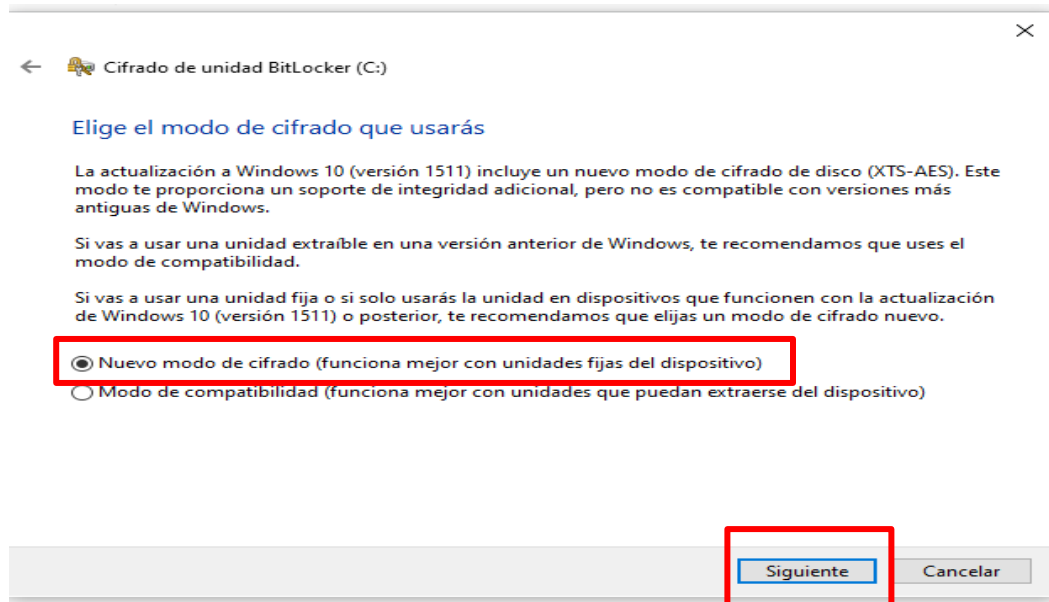 Cifrado de unidad BitLocker (C:)
Elige el modo de cifrado que usarás
La actualización a Windows 10 (versión 1511) incluye un nuevo modo de cifrado de disco (XTS-AES). Este
modo te proporciona un soporte de integridad adicional, pero no es compatible con versiones más
antiguas de Windows.
Si vas a usar una unidad extraíble en una versión anterior de Windows, te recomendamos que uses el
modo de compatibilidad.
Si vas a usar una unidad fija o si solo usarás la unidad en dispositivos que funcionen con la actualización
de Windows 10 (versión 1511) o posterior, te recomendamos que elijas un modo de cifrado nuevo.
Nuevo modo de cifrado (funciona mejor con unidades fijas del dispositivo)
Modo de compatibilidad (funciona mejor con unidades que puedan extraerse del dispositivo)
Siguiente Cancelar